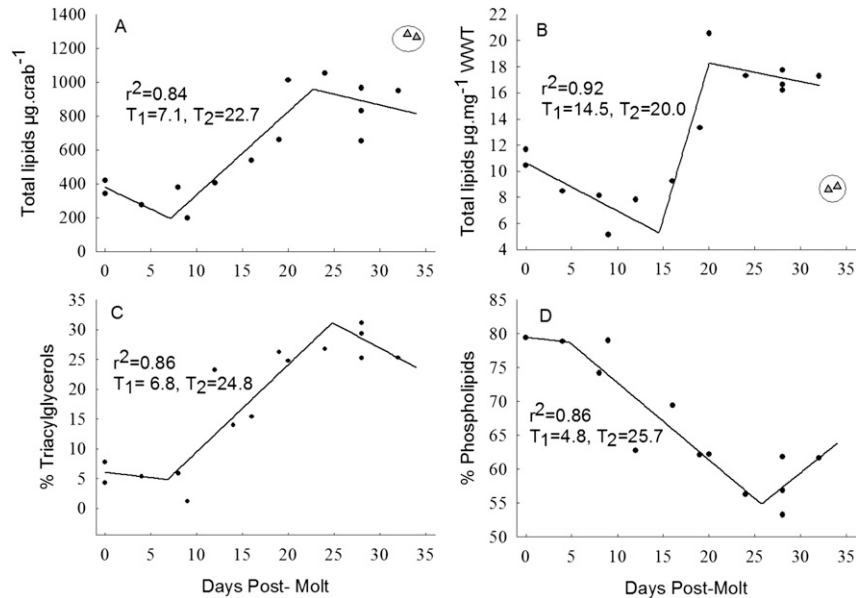 A
Total lipids µg.crab⁻¹
1400
1200
1000
800
600
400
200
0
r²=0.84
T₁=7.1, T₂=22.7
0 5 10 15 20 25 30 35
B
Total lipids µg.mg⁻¹ WWT
20
18
16
14
12
10
8
6
4
r²=0.92
T₁=14.5, T₂=20.0
0 5 10 15 20 25 30 35
C
% Triacylglycerols
35
30
25
20
15
10
5
0
r²=0.86
T₁= 6.8, T₂=24.8
0 5 10 15 20 25 30 35
Days Post- Molt
D
% Phospholipids
85
80
75
70
65
60
55
50
r²=0.86
T₁=4.8, T₂=25.7
0 5 10 15 20 25 30 35
Days Post-Molt